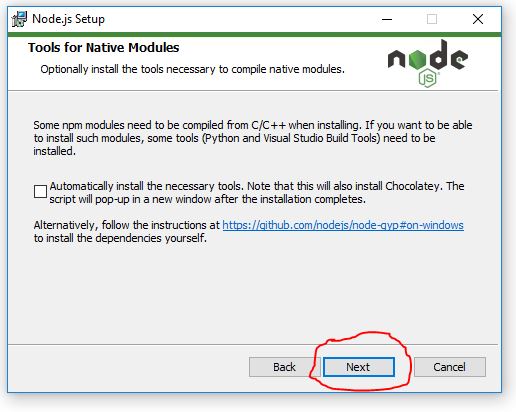 Node.js Setup
Tools for Native Modules
Optionally install the tools necessary to compile native modules.
node
JS
Some npm modules need to be compiled from C/C++ when installing. If you want to be able
to install such modules, some tools (Python and Visual Studio Build Tools) need to be
installed.
Automatically install the necessary tools. Note that this will also install Chocolatey. The
script will pop-up in a new window after the installation completes.
Alternatively, follow the instructions at https://github.com/nodejs/node-gyp#on-windows
to install the dependencies yourself.
Back Next Cancel